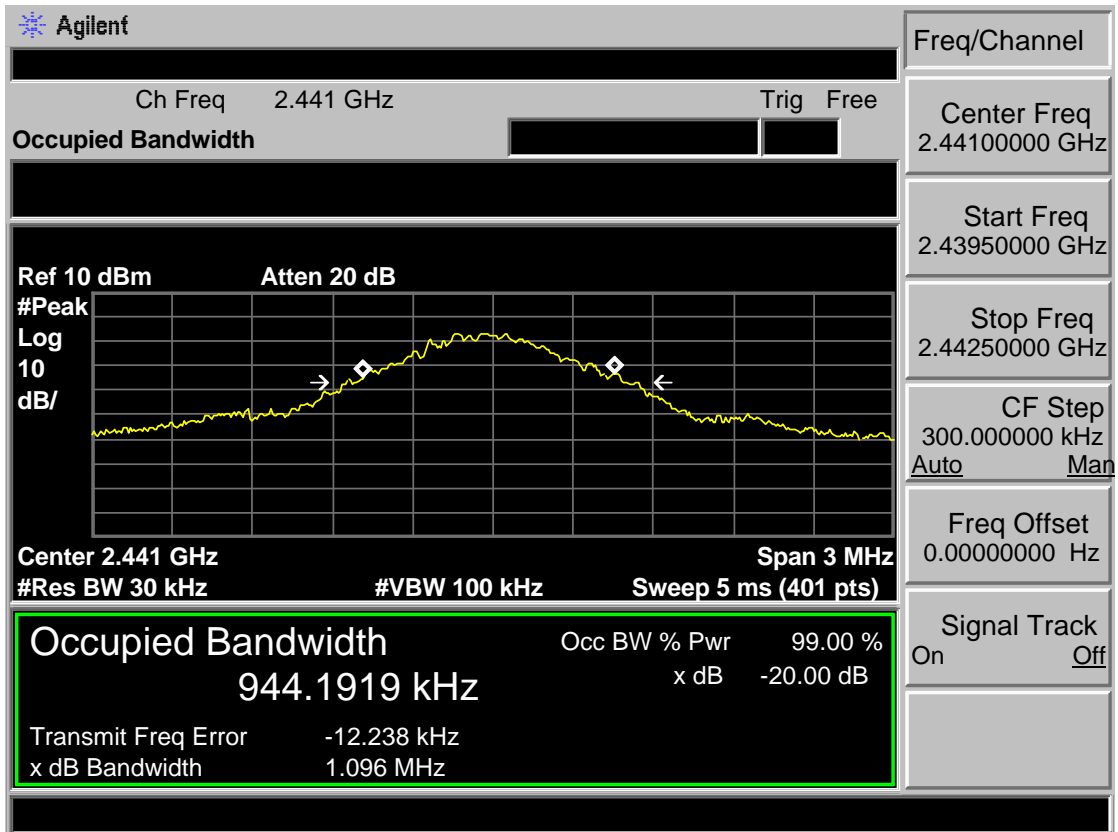 Agilent
Freq/Channel
Ch Freq 2.441 GHz Trig Free
Occupied Bandwidth
Center Freq
2.44100000 GHz
Start Freq
2.43950000 GHz
Stop Freq
2.44250000 GHz
CF Step
300.000000 kHz
Auto Man
Freq Offset
0.00000000 Hz
Signal Track
On Off
Ref 10 dBm Atten 20 dB
#Peak
Log
10
dB/
Center 2.441 GHz Span 3 MHz
#Res BW 30 kHz #VBW 100 kHz Sweep 5 ms (401 pts)
Occupied Bandwidth
944.1919 kHz
Occ BW % Pwr 99.00 %
x dB -20.00 dB
Transmit Freq Error -12.238 kHz
x dB Bandwidth 1.096 MHz